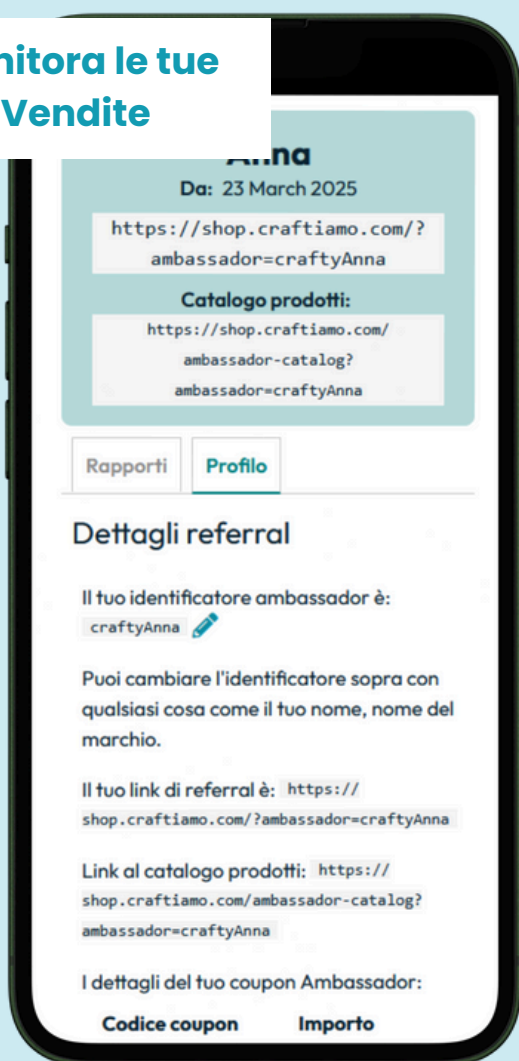 nitora le tue
Vendite
Anna
Da: 23 March 2025
https://shop.craftiamo.com/?
ambassador=craftyAnna
Catalogo prodotti:
https://shop.craftiamo.com/
ambassador-catalog?
ambassador=craftyAnna
Rapporti Profilo
Dettagli referral
Il tuo identificatore ambassador è:
craftyAnna
Puoi cambiare l'identificatore sopra con
qualsiasi cosa come il tuo nome, nome del
marchio.
Il tuo link di referral è: https://
shop.craftiamo.com/?ambassador=craftyAnna
Link al catalogo prodotti: https://
shop.craftiamo.com/ambassador-catalog?
ambassador=craftyAnna
I dettagli del tuo coupon Ambassador:
Codice coupon Importo